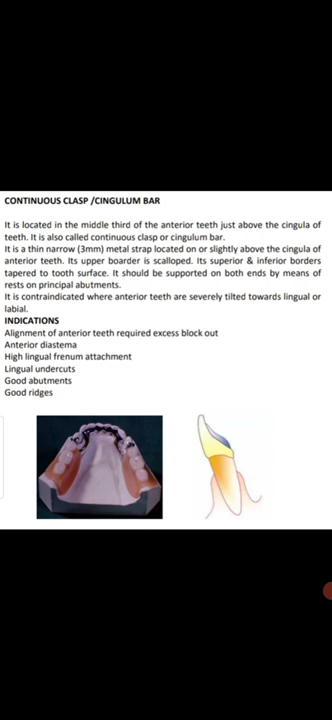 CONTINUOUS CLASP /CINGULUM BAR
It is located in the middle third of the anterior teeth just above the cingula of
teeth. It is also called continuous clasp or cingulum bar.
It is a thin narrow (3mm) metal strap located on or slightly above the cingula of
anterior teeth. Its upper boarder is scalloped. Its superior & inferior borders
tapered to tooth surface. It should be supported on both ends by means of
rests on principal abutments.
It is contraindicated where anterior teeth are severely tilted towards lingual or
labial.
INDICATIONS
Alignment of anterior teeth required excess block out
Anterior diastema
High lingual frenum attachment
Lingual undercuts
Good abutments
Good ridges